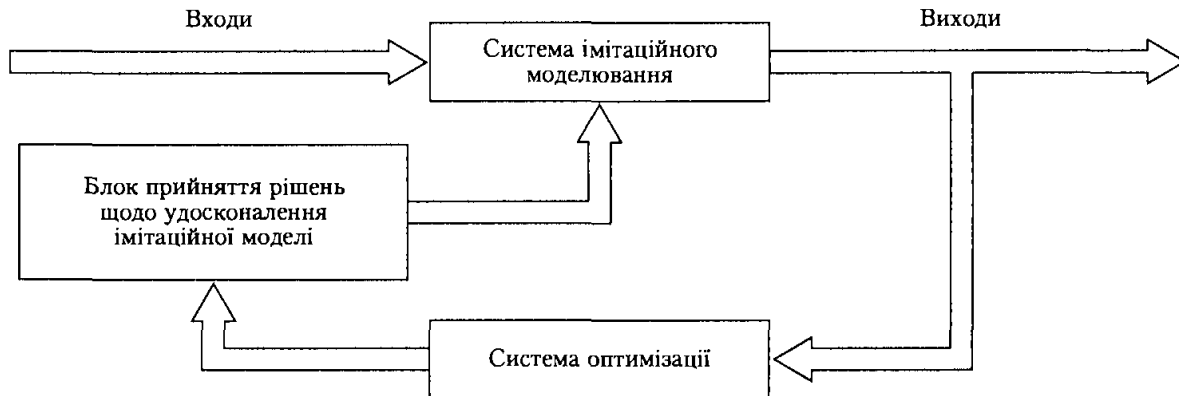 Входи
Виходи
Система імітаційного
моделювання
Блок прийняття рішень
щодо удосконалення
імітаційної моделі
Система оптимізації